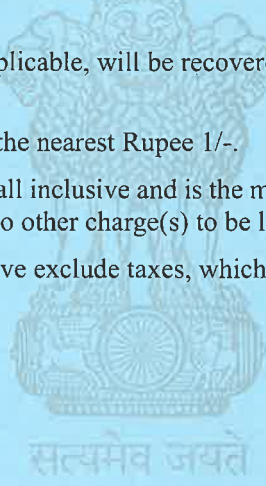 plicable, will be recover
the nearest Rupee 1/-.
all inclusive and is the m
o other charge(s) to be l
ve exclude taxes, which
सत्यमेव जयते